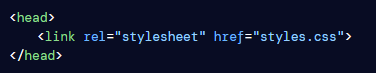 <head>
    <link rel="stylesheet" href="styles.css">
</head>